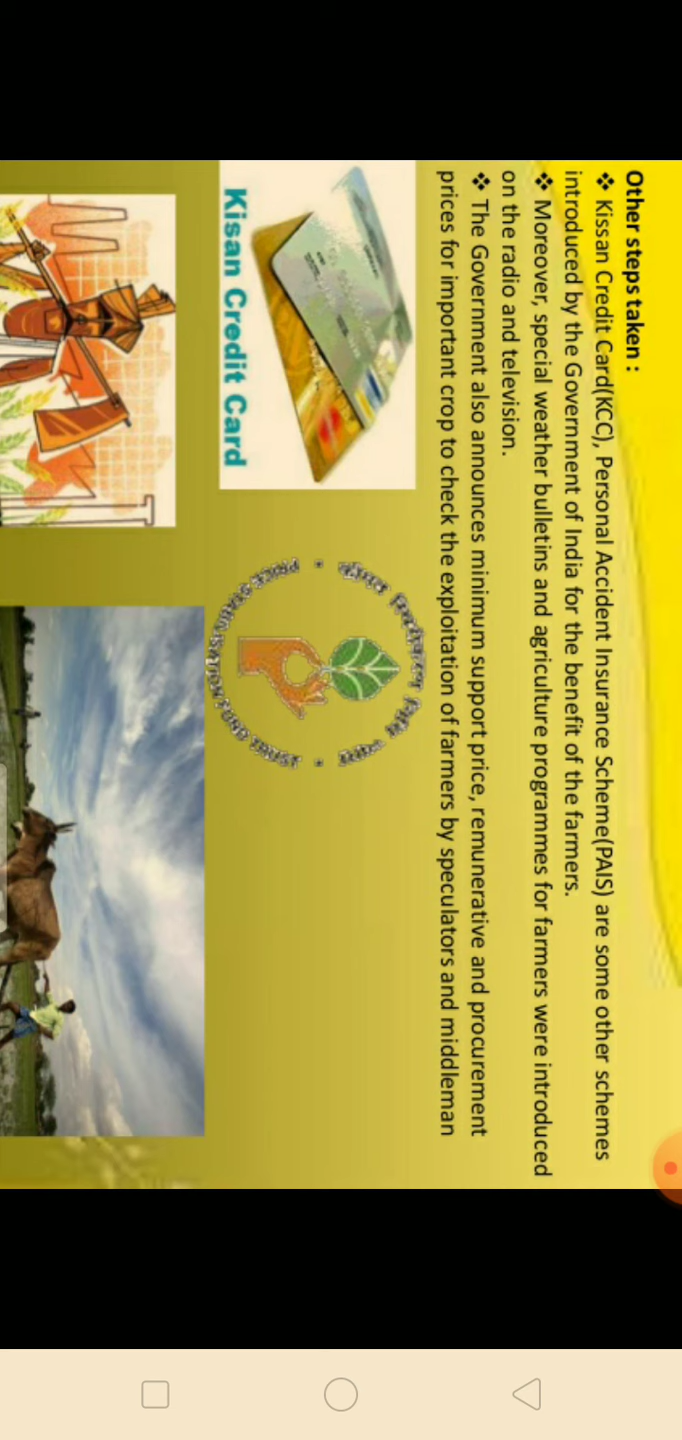 Other steps taken :
❖ Kissan Credit Card(KCC), Personal Accident Insurance Scheme(PAIS) are some other schemes
introduced by the Government of India for the benefit of the farmers.
❖ Moreover, special weather bulletins and agriculture programmes for farmers were introduced
on the radio and television.
❖ The Government also announces minimum support price, remunerative and procurement
prices for important crop to check the exploitation of farmers by speculators and middleman
Kisan Credit Card